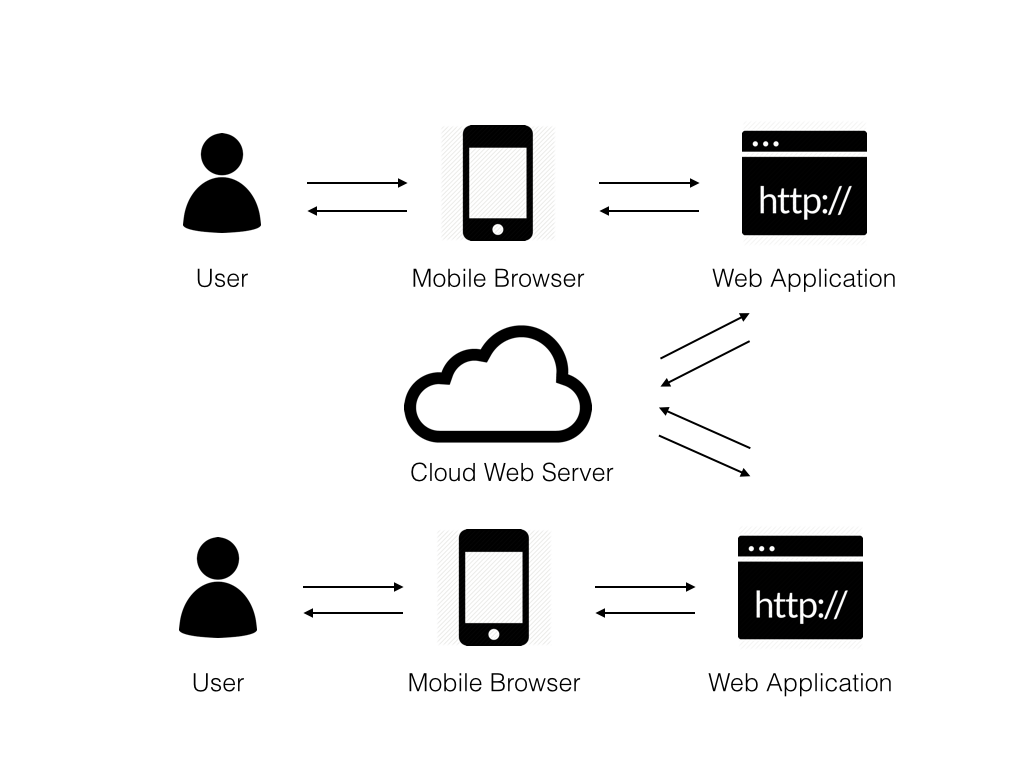 http://
User
Mobile Browser
Web Application
Cloud Web Server
http://
User
Mobile Browser
Web Application